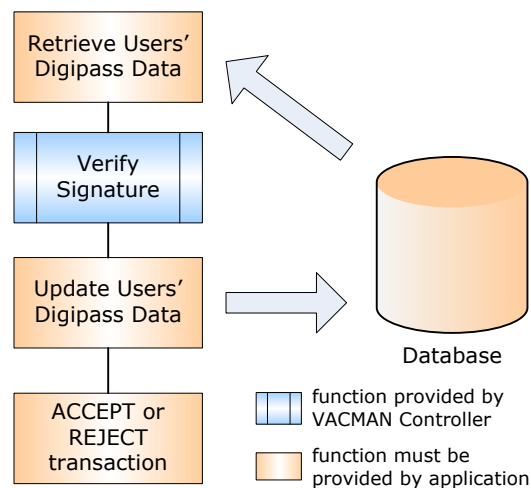 Retrieve Users'
Digipass Data
Verify
Signature
Update Users'
Digipass Data
ACCEPT or
REJECT
transaction
Database
function provided by
VACMAN Controller
function must be
provided by application